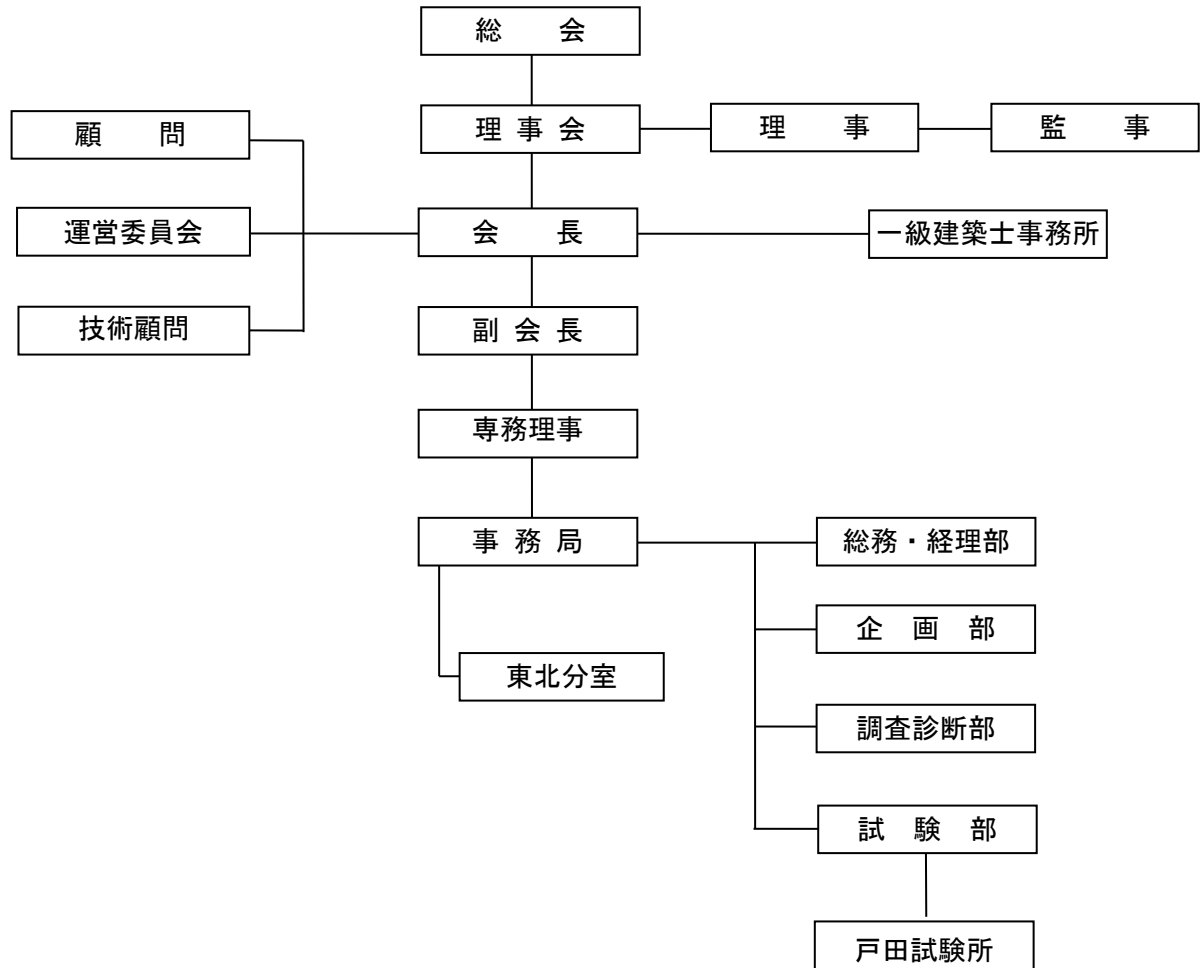 総　会
理事会
理　事
監　事
顧　問
運営委員会
会　長
一級建築士事務所
技術顧問
副会長
専務理事
事務局
総務・経理部
企画部
東北分室
調査診断部
試験部
戸田試験所